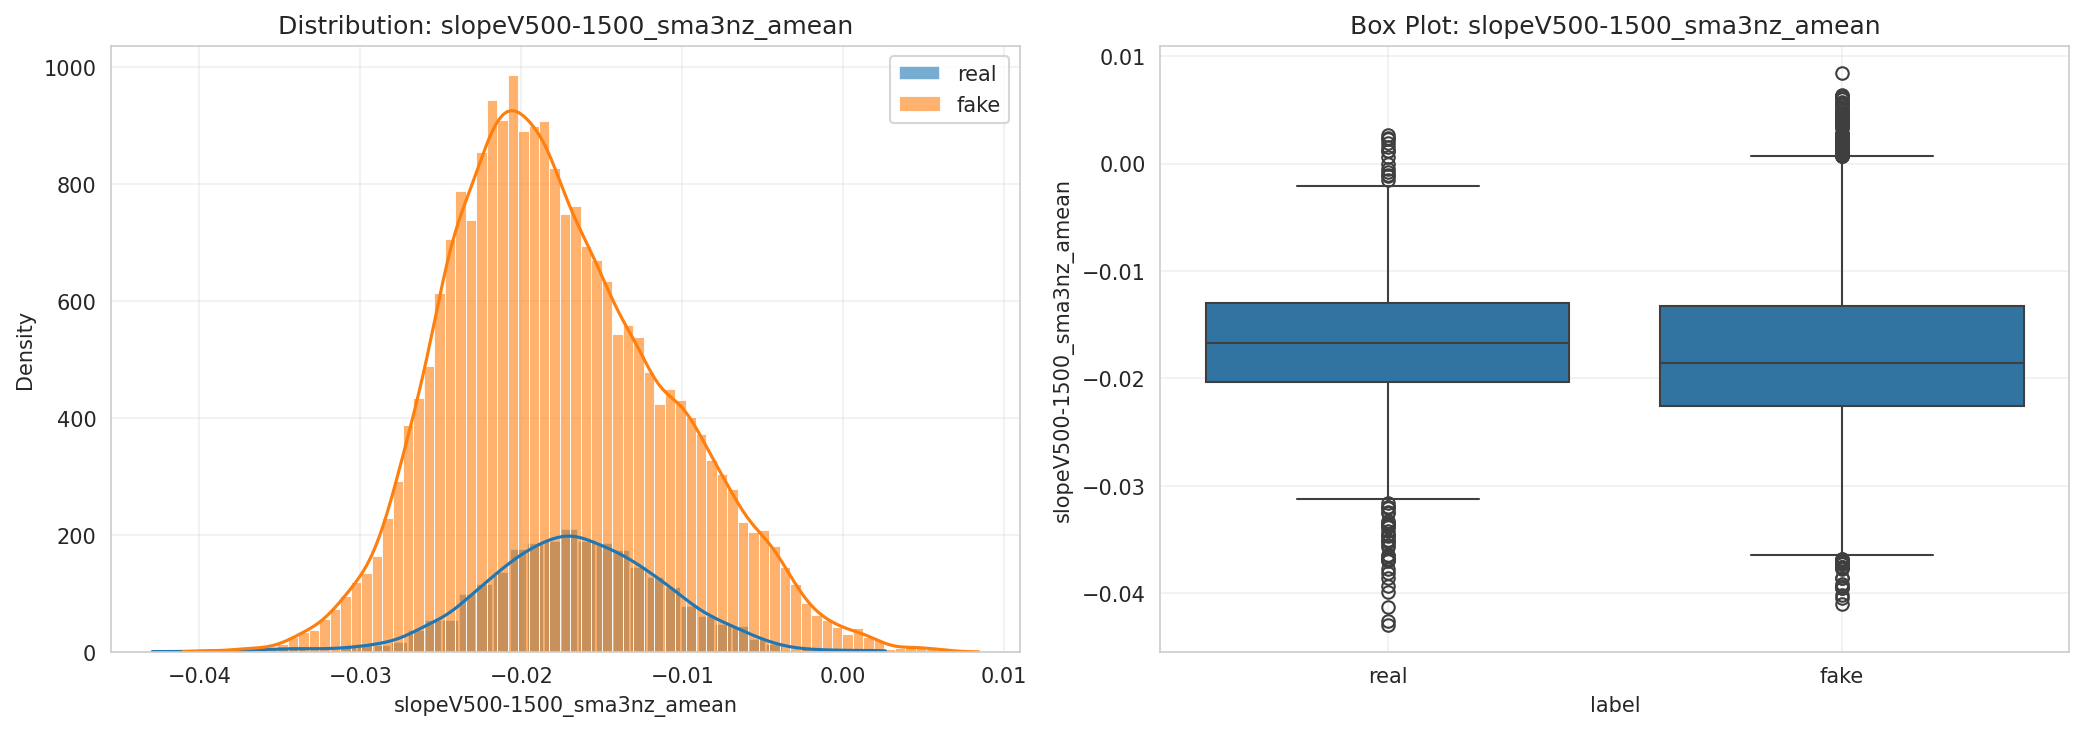 Distribution: slopeV500-1500_sma3nz_amean
real
fake
Density
1000
800
600
400
200
0
−0.04
−0.03
−0.02
−0.01
0.00
0.01
slopeV500-1500_sma3nz_amean
Box Plot: slopeV500-1500_sma3nz_amean
slopeV500-1500_sma3nz_amean
0.01
0.00
−0.01
−0.02
−0.03
−0.04
real
fake
label